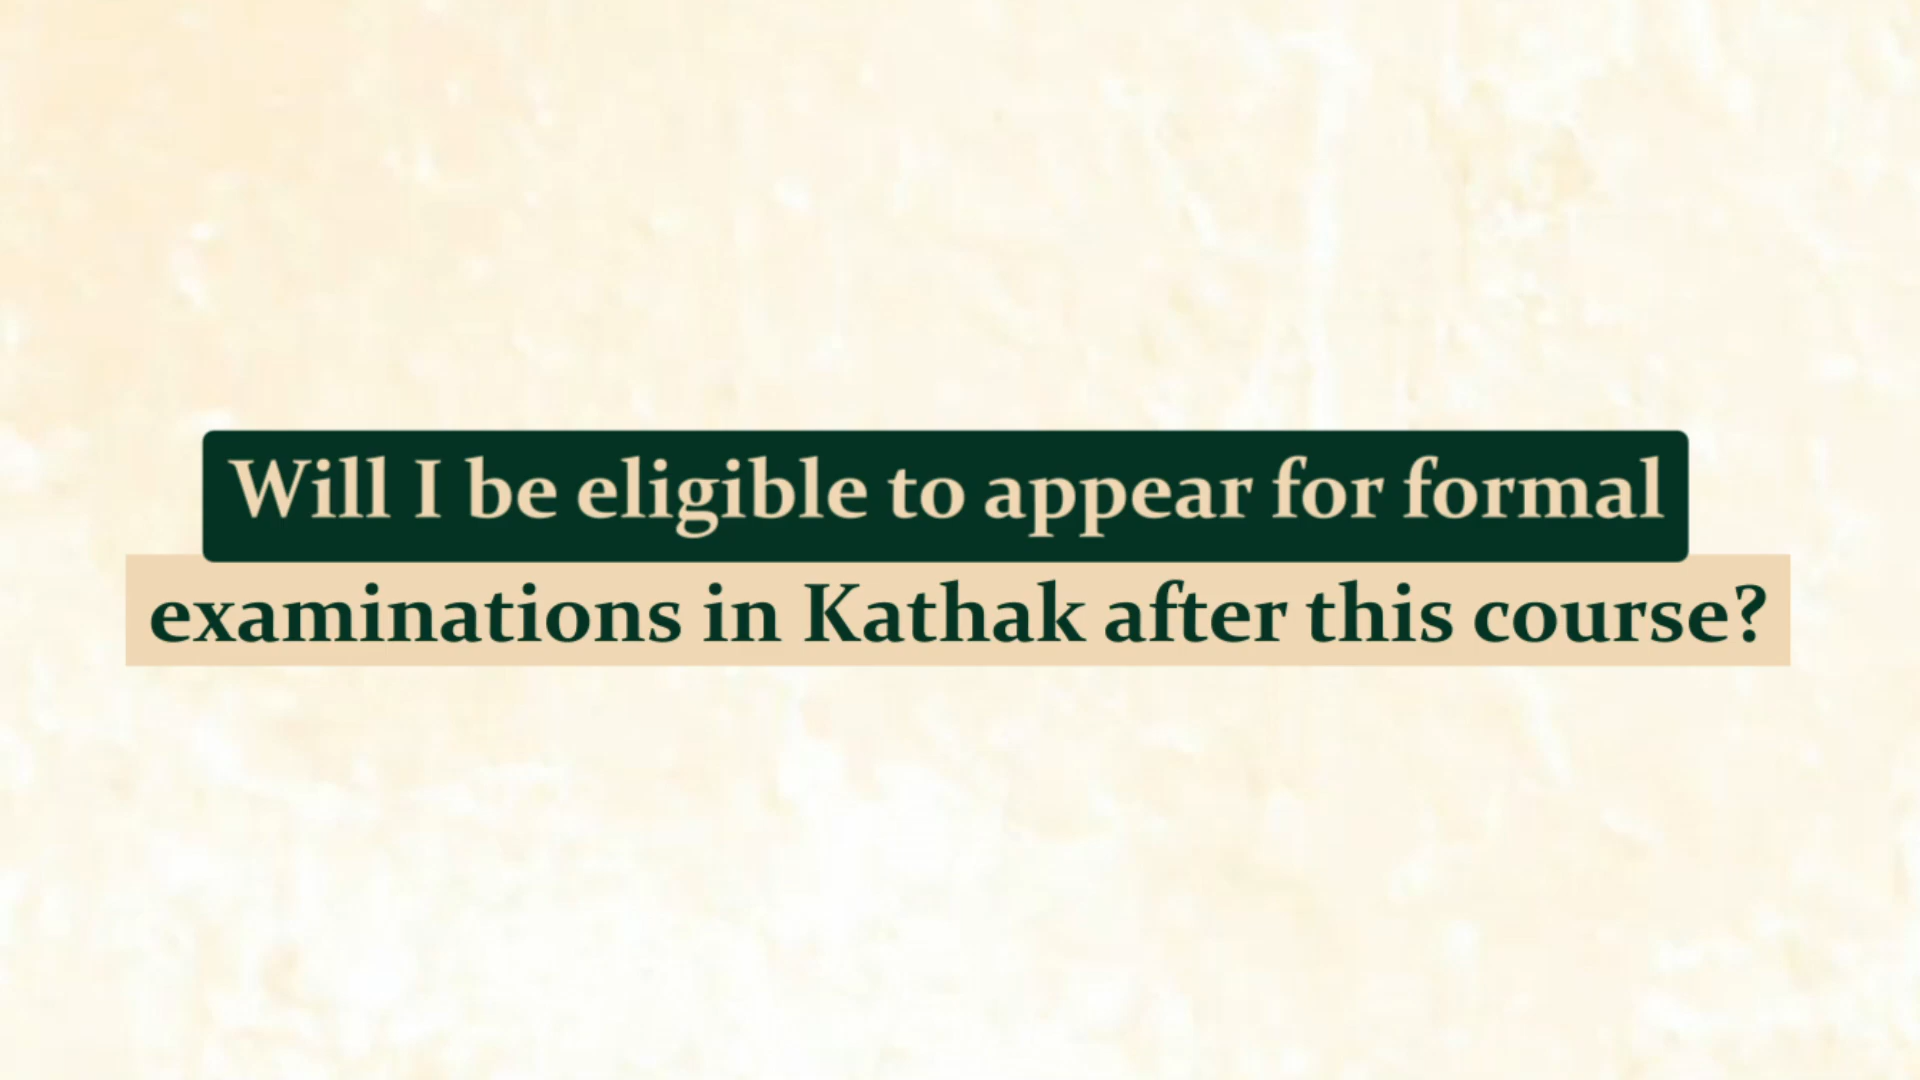 Will I be eligible to appear for formal
examinations in Kathak after this course?